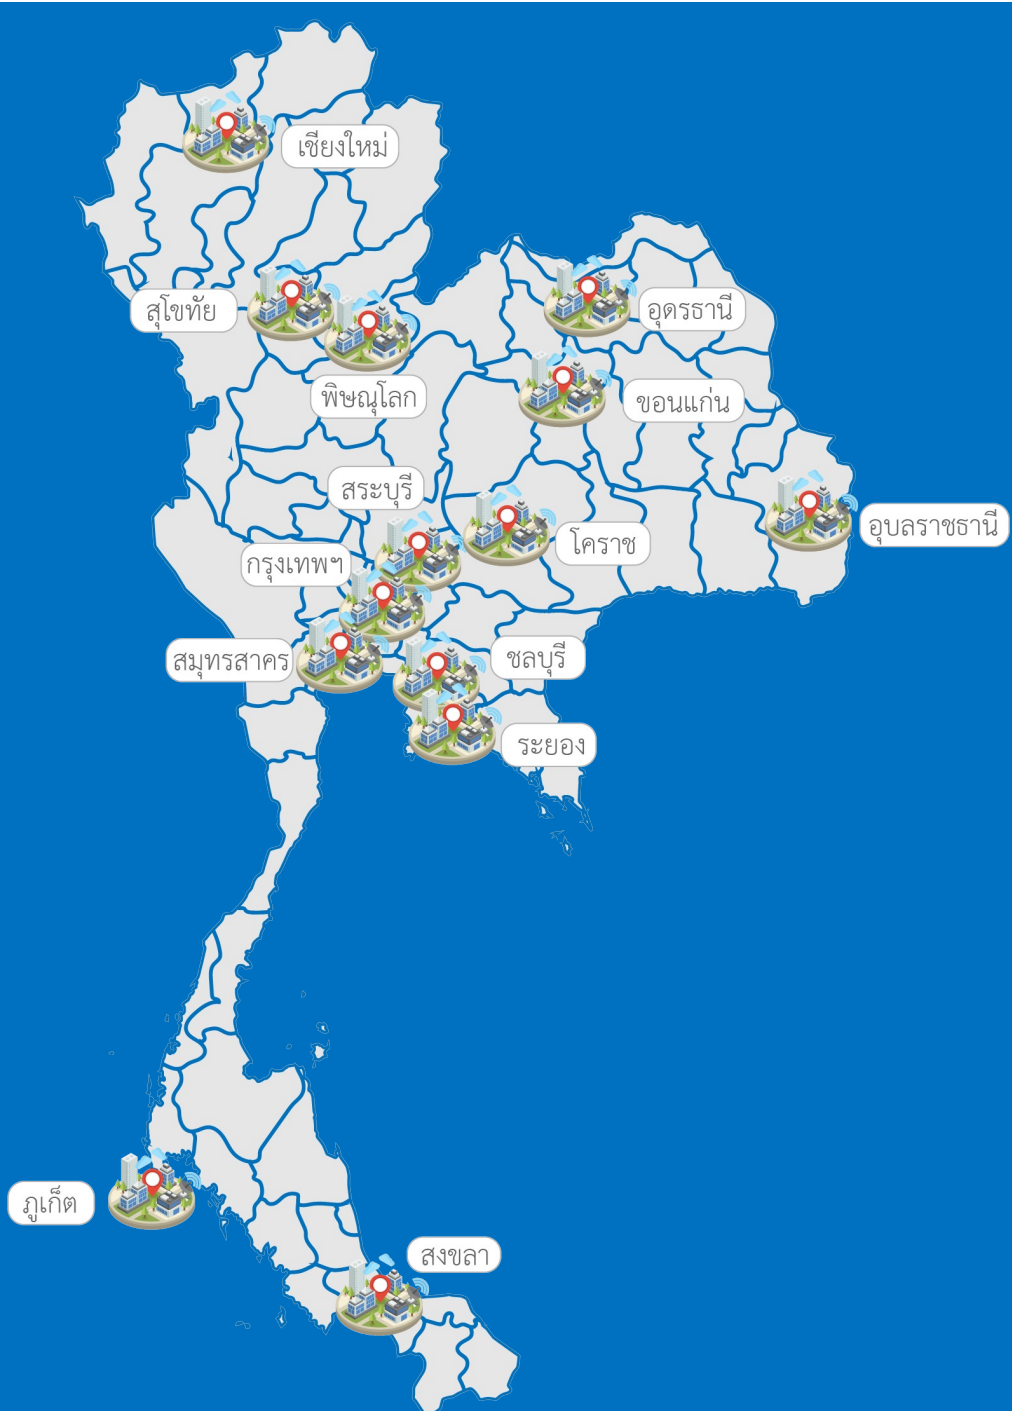 เชียงใหม่
สุโขทัย
อุดรธานี
พิษณุโลก
ขอนแก่น
สระบุรี
อุบลราชธานี
โคราช
กรุงเทพฯ
สมุทรสาคร
ชลบุรี
ระยอง
ภูเก็ต
สงขลา